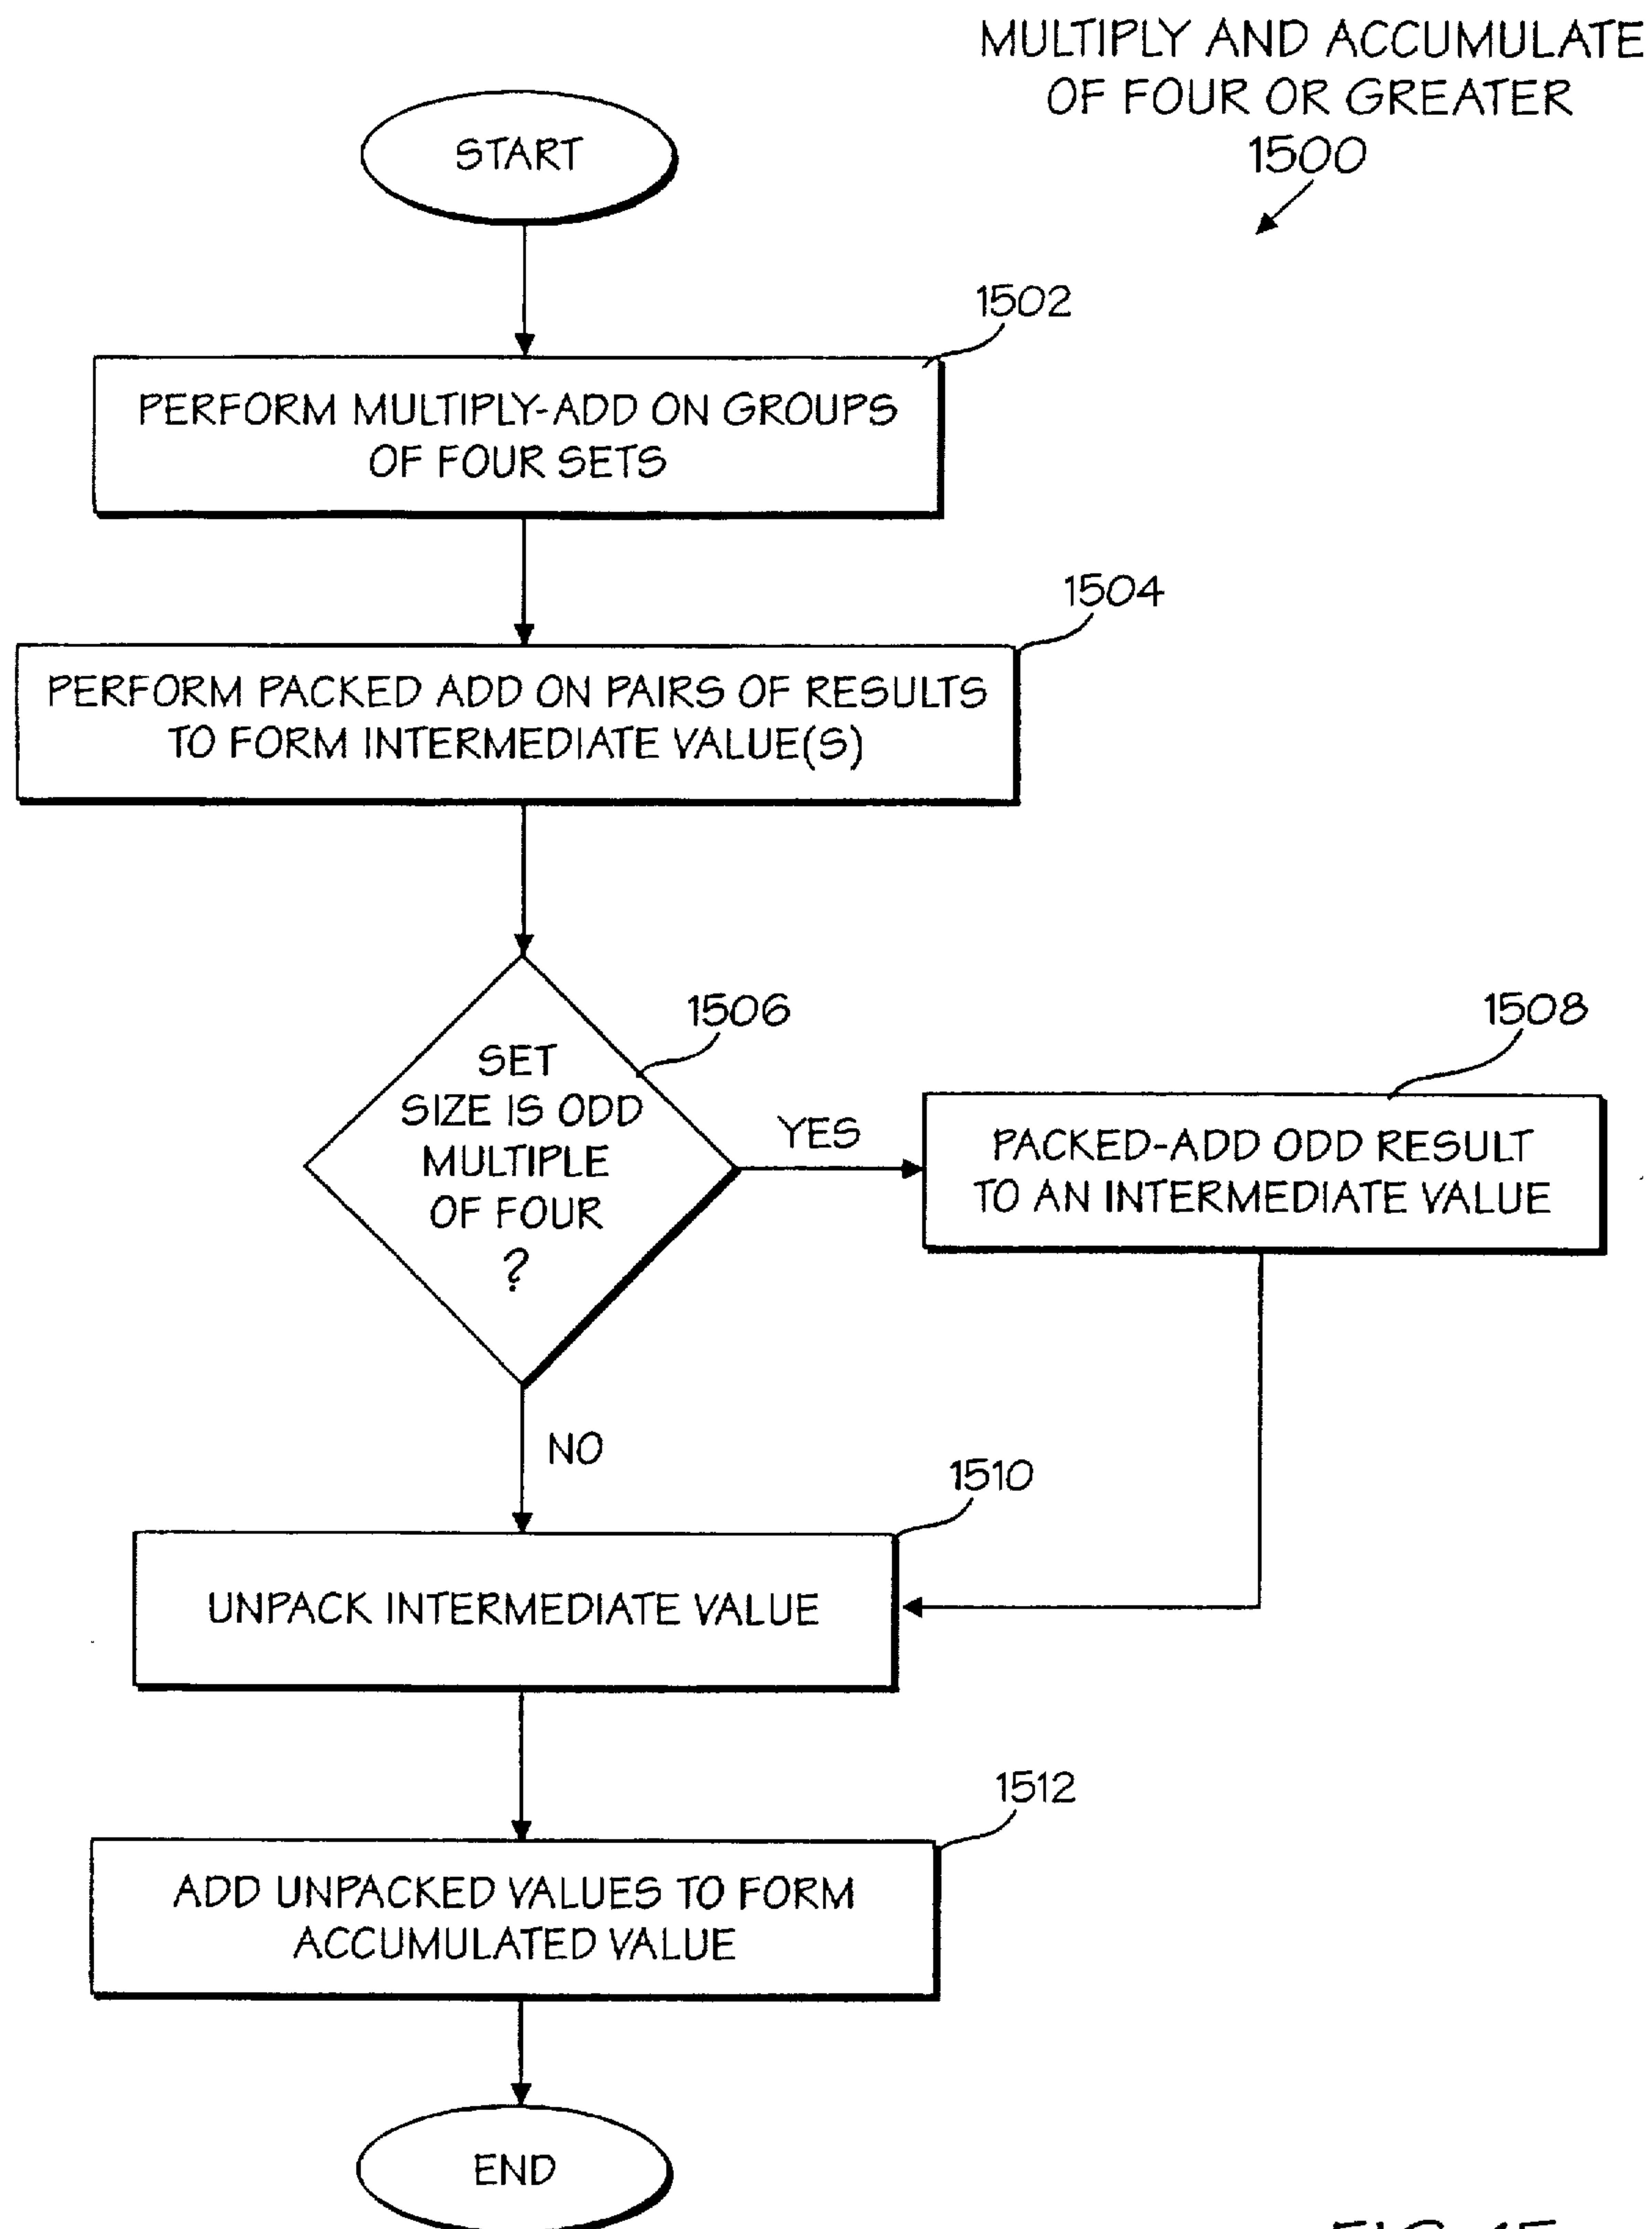 MULTIPLY AND ACCUMULATE
OF FOUR OR GREATER
1500
START
1502
PERFORM MULTIPLY-ADD ON GROUPS
OF FOUR SETS
1504
PERFORM PACKED ADD ON PAIRS OF RESULTS
TO FORM INTERMEDIATE VALUE(S)
1506
SET
SIZE IS ODD
MULTIPLE
OF FOUR
?
YES
1508
PACKED-ADD ODD RESULT
TO AN INTERMEDIATE VALUE
NO
1510
UNPACK INTERMEDIATE VALUE
1512
ADD UNPACKED VALUES TO FORM
ACCUMULATED VALUE
END